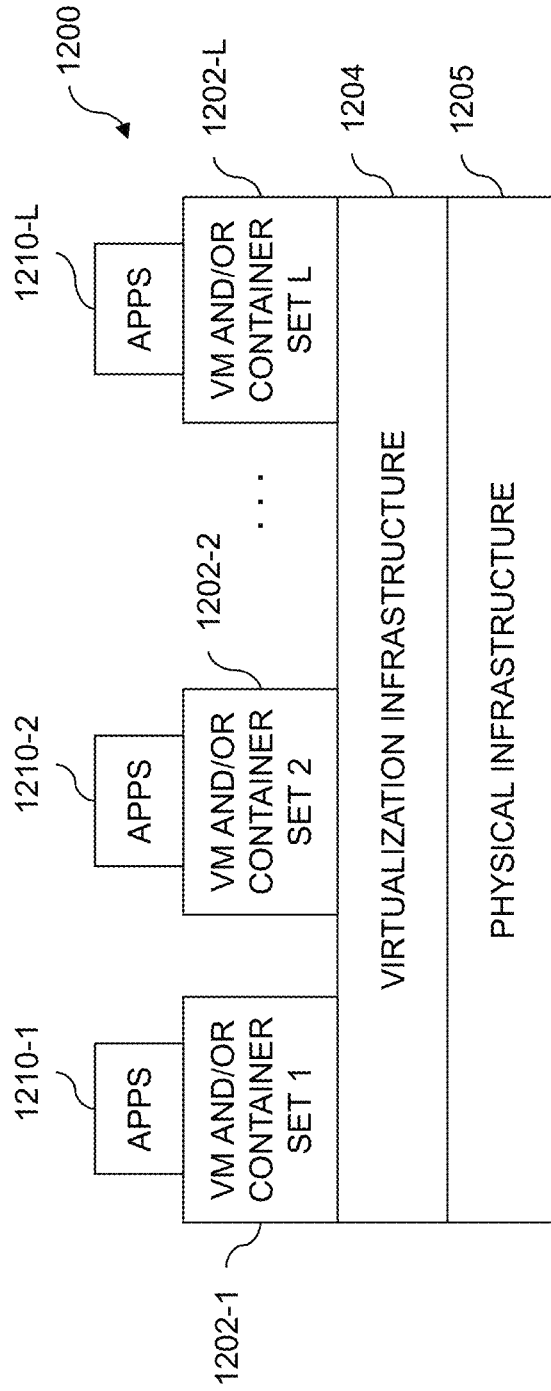 1200
1210-1
1210-2
1210-L
APPS
APPS
APPS
1202-1
VM AND/OR
CONTAINER
SET 1
VM AND/OR
CONTAINER
SET 2
1202-2
. . .
VM AND/OR
CONTAINER
SET L
1202-L
VIRTUALIZATION INFRASTRUCTURE
1204
PHYSICAL INFRASTRUCTURE
1205